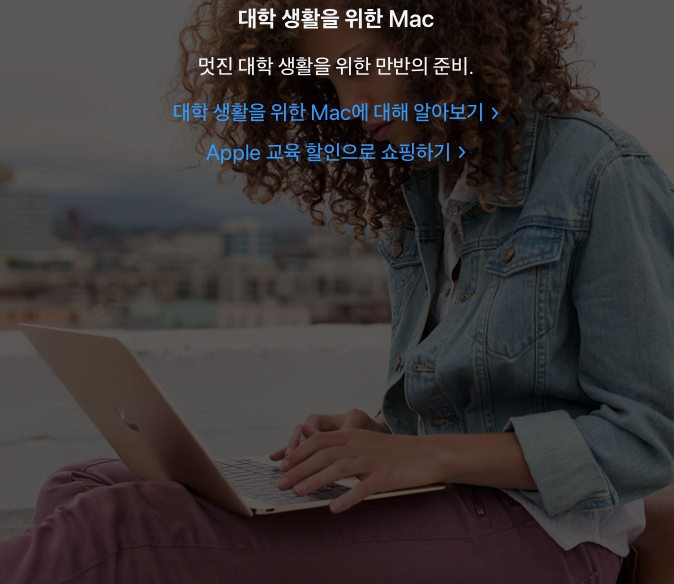 대학 생활을 위한 Mac
멋진 대학 생활을 위한 만반의 준비.
대학 생활을 위한 Mac에 대해 알아보기 >
Apple 교육 할인으로 쇼핑하기 >